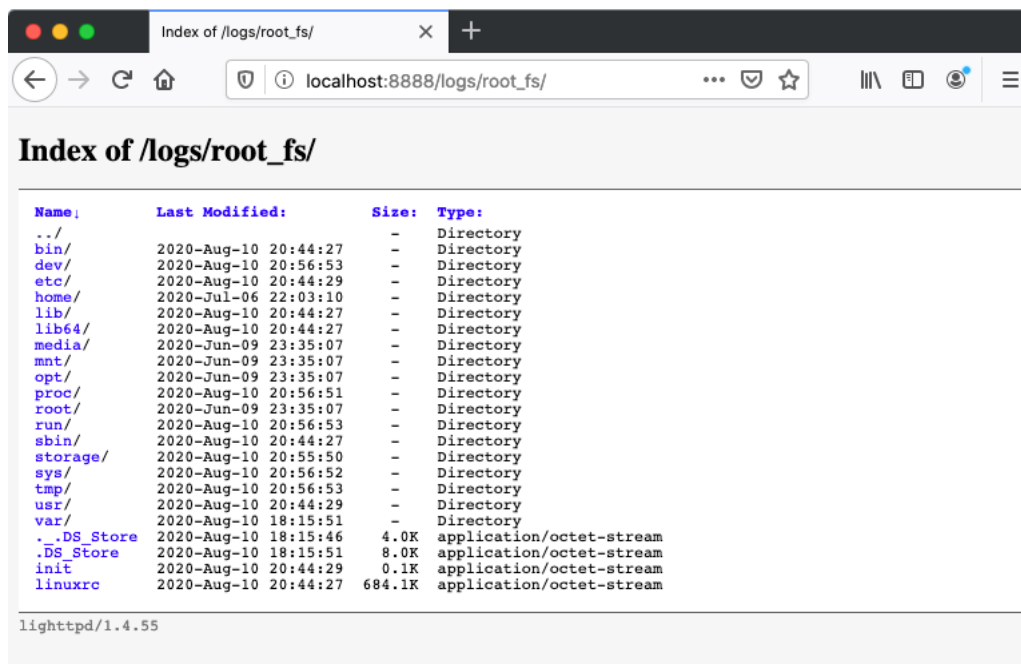 Index of /logs/root_fs/
localhost:8888/logs/root_fs/
Index of /logs/root_fs/
Name↓ Last Modified: Size: Type:
../ - Directory
bin/ 2020-Aug-10 20:44:27 - Directory
dev/ 2020-Aug-10 20:56:53 - Directory
etc/ 2020-Aug-10 20:44:29 - Directory
home/ 2020-Jul-06 22:03:10 - Directory
lib/ 2020-Aug-10 20:44:27 - Directory
lib64/ 2020-Aug-10 20:44:27 - Directory
media/ 2020-Jun-09 23:35:07 - Directory
mnt/ 2020-Jun-09 23:35:07 - Directory
opt/ 2020-Jun-09 23:35:07 - Directory
proc/ 2020-Aug-10 20:56:51 - Directory
root/ 2020-Jun-09 23:35:07 - Directory
run/ 2020-Aug-10 20:56:53 - Directory
sbin/ 2020-Aug-10 20:44:27 - Directory
storage/ 2020-Aug-10 20:55:50 - Directory
sys/ 2020-Aug-10 20:56:52 - Directory
tmp/ 2020-Aug-10 20:56:53 - Directory
usr/ 2020-Aug-10 20:44:29 - Directory
var/ 2020-Aug-10 18:15:51 - Directory
._.DS_Store 2020-Aug-10 18:15:46 4.0K application/octet-stream
.DS_Store 2020-Aug-10 18:15:51 8.0K application/octet-stream
init 2020-Aug-10 20:44:29 0.1K application/octet-stream
linuxrc 2020-Aug-10 20:44:27 684.1K application/octet-stream
lighttpd/1.4.55